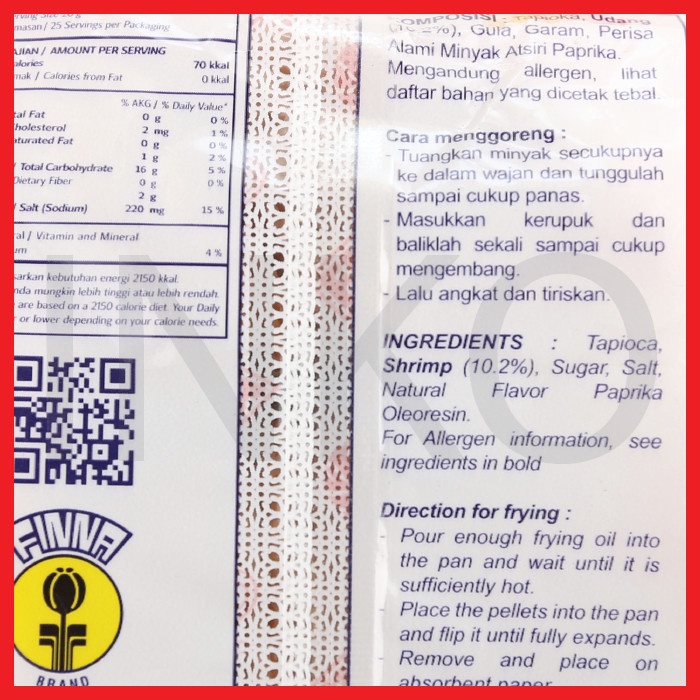 rving Size 20 g
masan / 25 Servings per Packaging
AJIAN / AMOUNT PER SERVING
alories 70 kkal
mak / Calories from Fat 0 kkal
% AKG / % Daily Value*
tal Fat 0 g 0 %
holesterol 2 mg 1 %
aturated Fat 0 g 0 %
1 g 2 %
/ Total Carbohydrate 16 g 5 %
Dietary Fiber 0 g 0 %
2 g
Salt (Sodium) 220 mg 15 %
al / Vitamin and Mineral
um 4 %
sarkan kebutuhan energi 2150 kkal.
nda mungkin lebih tinggi atau lebih rendah.
are based on a 2150 calorie diet. Your Daily
r or lower depending on your calorie needs.
FINNA
BRAND
KOMPOSISI : Tapioka, Udang
Gula, Garam, Perisa
Alami Minyak Atsiri Paprika.
Mengandung allergen, lihat
daftar bahan yang dicetak tebal.
Cara menggoreng :
- Tuangkan minyak secukupnya
ke dalam wajan dan tunggulah
sampai cukup panas.
- Masukkan kerupuk dan
baliklah sekali sampai cukup
mengembang.
- Lalu angkat dan tiriskan.
INGREDIENTS : Tapioca,
Shrimp (10.2%), Sugar, Salt,
Natural Flavor Paprika
Oleoresin.
For Allergen information, see
ingredients in bold
Direction for frying :
- Pour enough frying oil into
the pan and wait until it is
sufficiently hot.
- Place the pellets into the pan
and flip it until fully expands.
- Remove and place on
absorbent paper